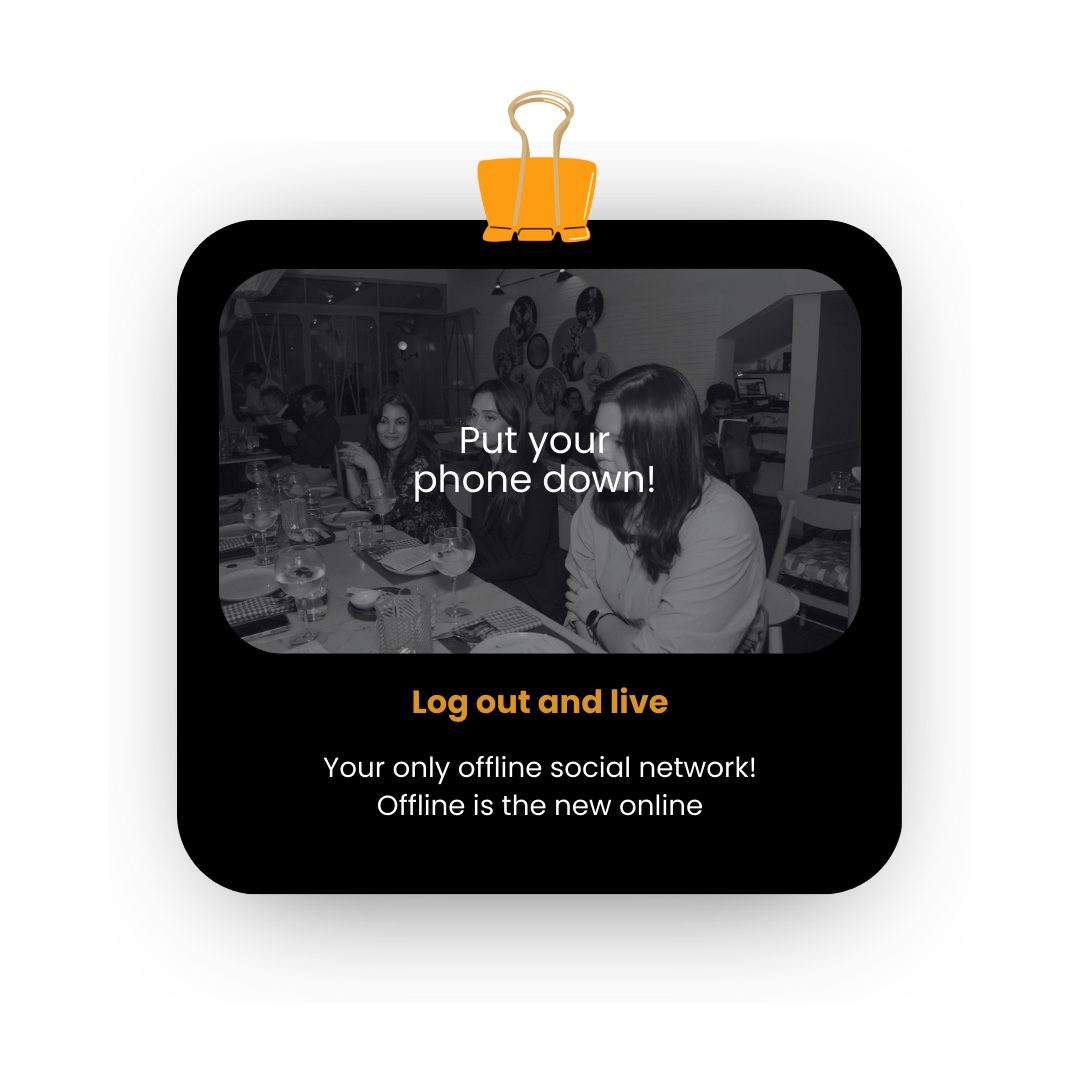 Put your
phone down!
Log out and live
Your only offline social network!
Offline is the new online